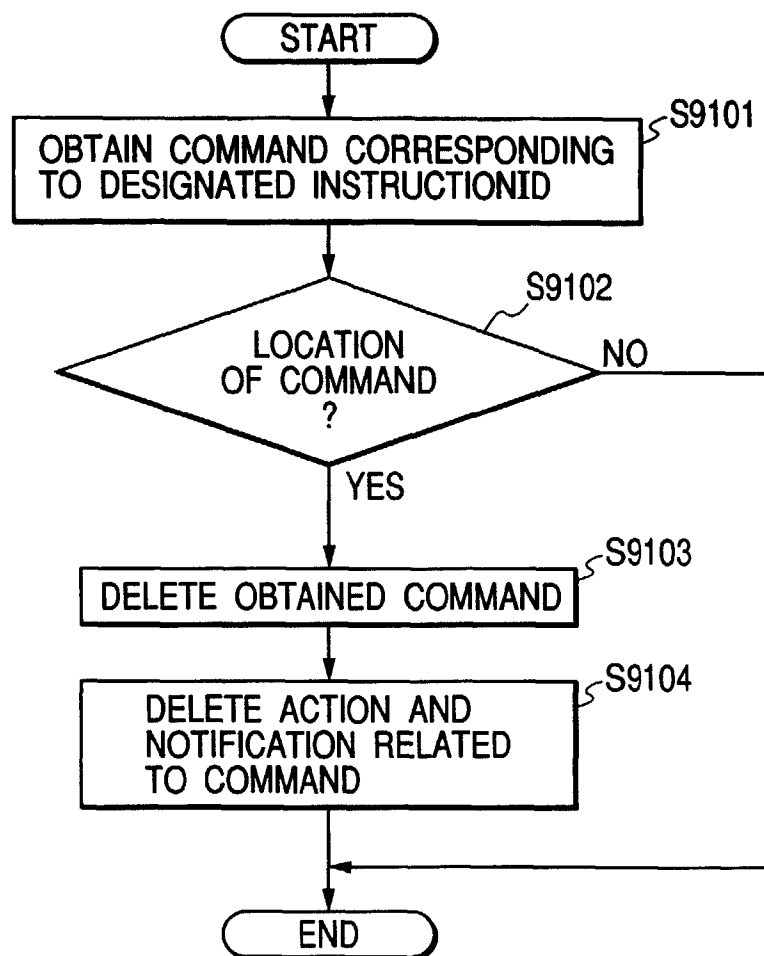 START
S9101
OBTAIN COMMAND CORRESPONDING
TO DESIGNATED INSTRUCTIONID
S9102
LOCATION
OF COMMAND
?
NO
YES
S9103
DELETE OBTAINED COMMAND
S9104
DELETE ACTION AND
NOTIFICATION RELATED
TO COMMAND
END